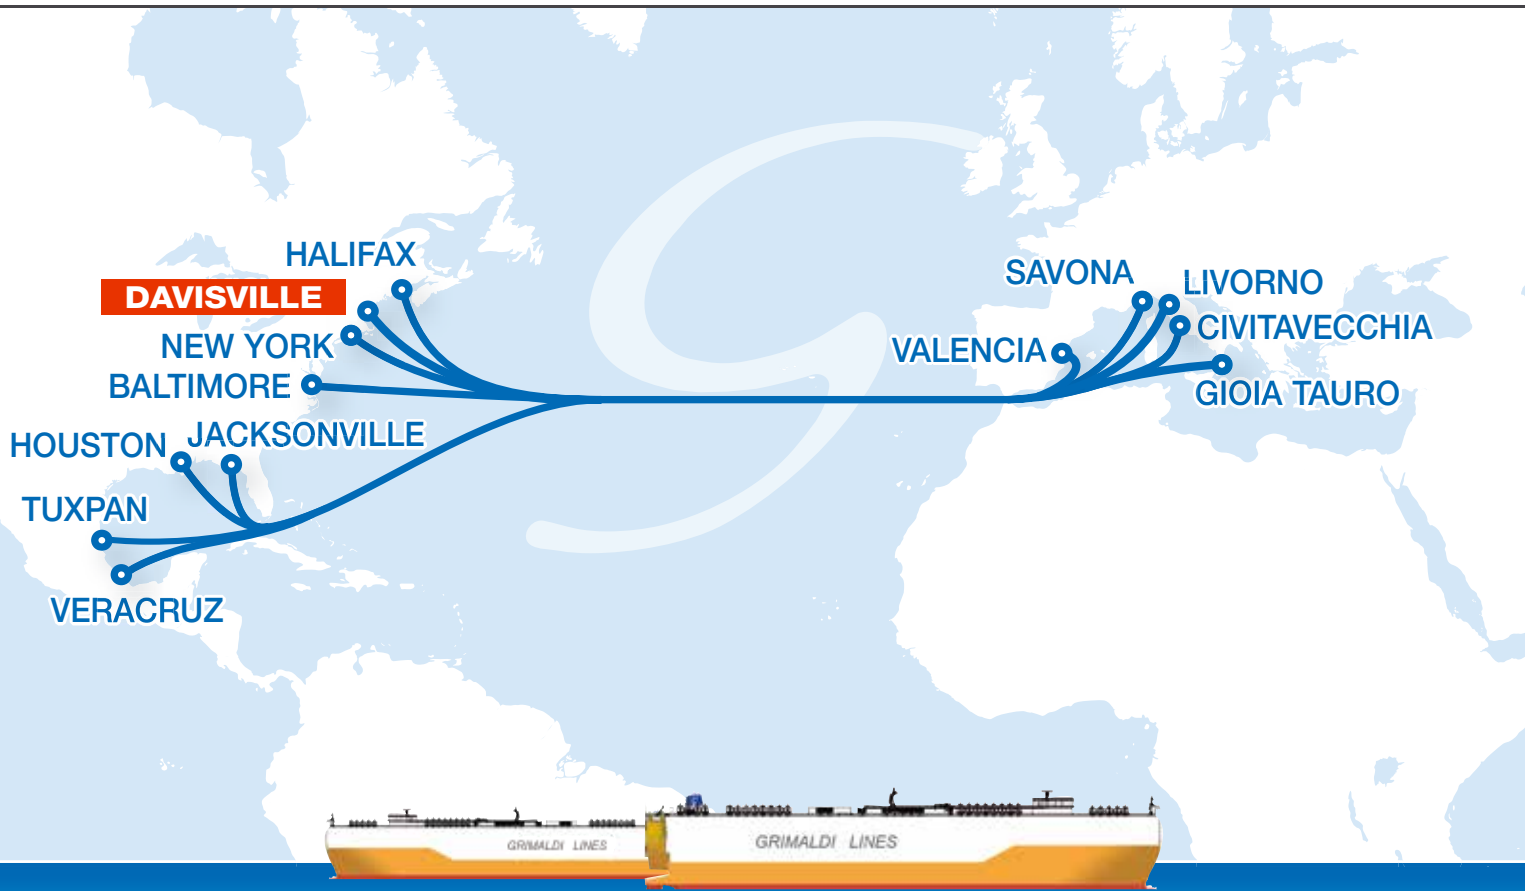 HALIFAX
DAVISVILLE
NEW YORK
BALTIMORE
JACKSONVILLE
HOUSTON
TUXPAN
VERACRUZ
SAVONA
LIVORNO
CIVITAVECCHIA
VALENCIA
GIOIA TAURO
GRIMALDI LINES
GRIMALDI LINES